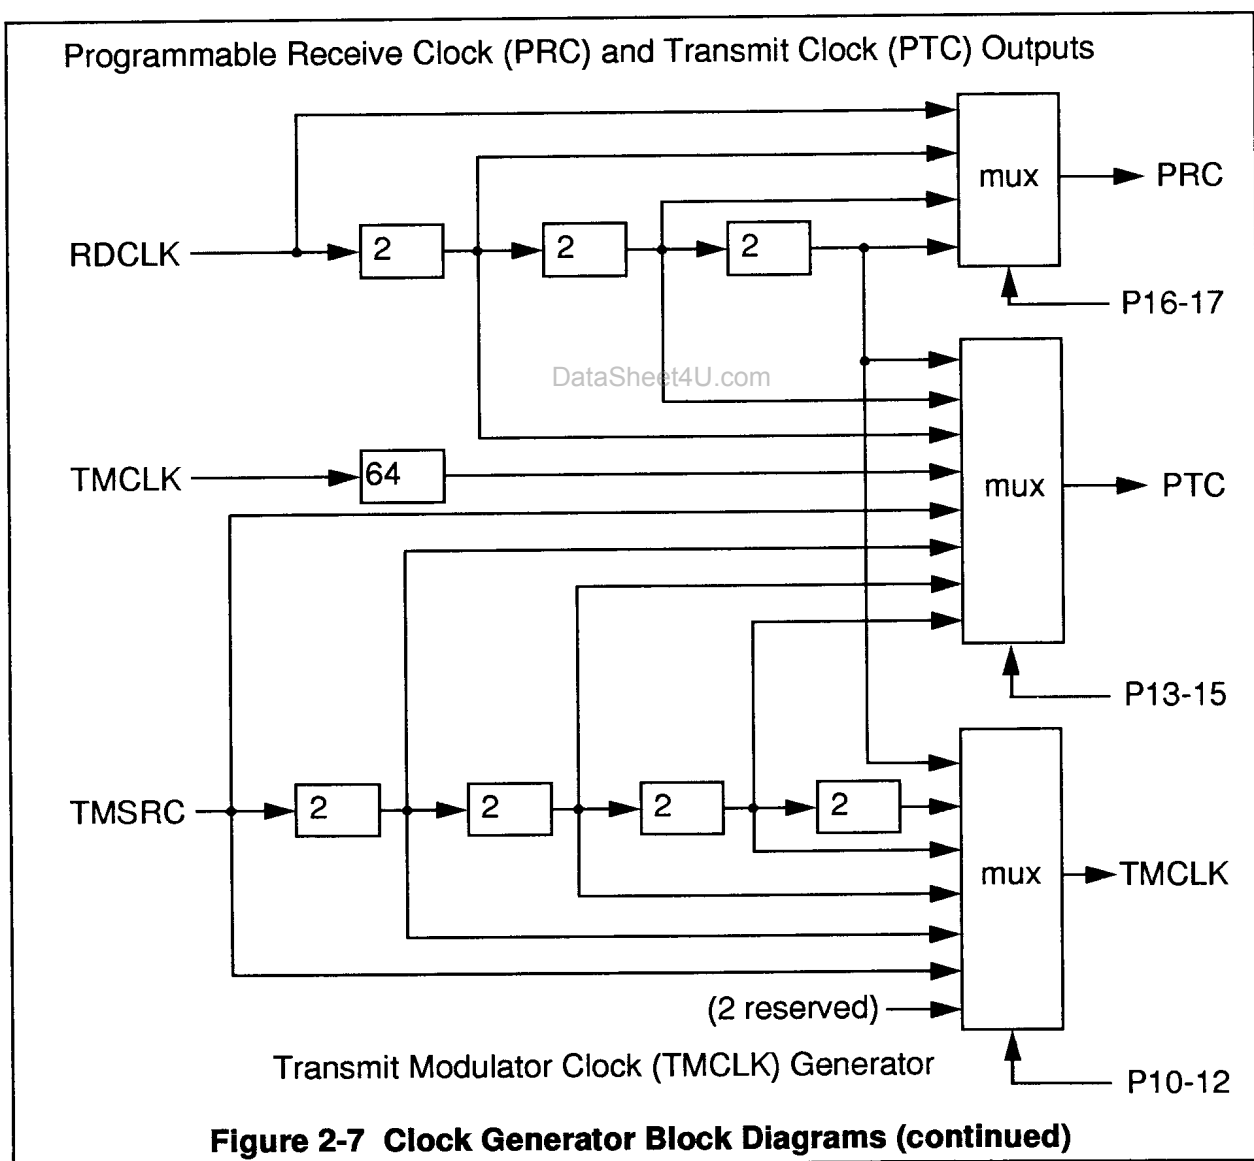 Programmable Receive Clock (PRC) and Transmit Clock (PTC) Outputs
mux
PRC
RDCLK
2
2
2
P16-17
DataSheet4U.com
TMCLK
64
mux
PTC
P13-15
TMSRC
2
2
2
2
mux
TMCLK
(2 reserved)
Transmit Modulator Clock (TMCLK) Generator
P10-12
Figure 2-7 Clock Generator Block Diagrams (continued)